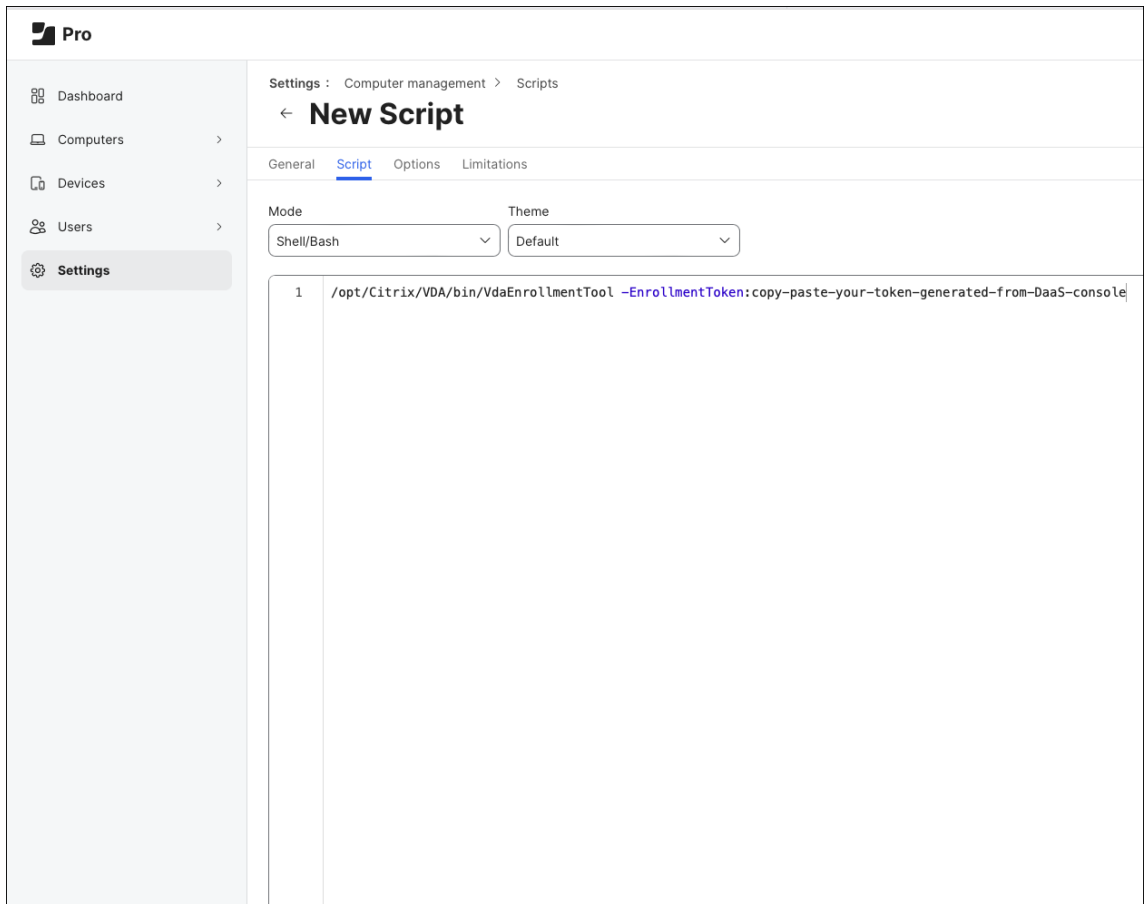 Pro
Dashboard
Computers
Devices
Users
Settings
Settings : Computer management > Scripts
← New Script
General Script Options Limitations
Mode Theme
Shell/Bash Default
1 /opt/Citrix/VDA/bin/VdaEnrollmentTool -EnrollmentToken:copy-paste-your-token-generated-from-DaaS-console